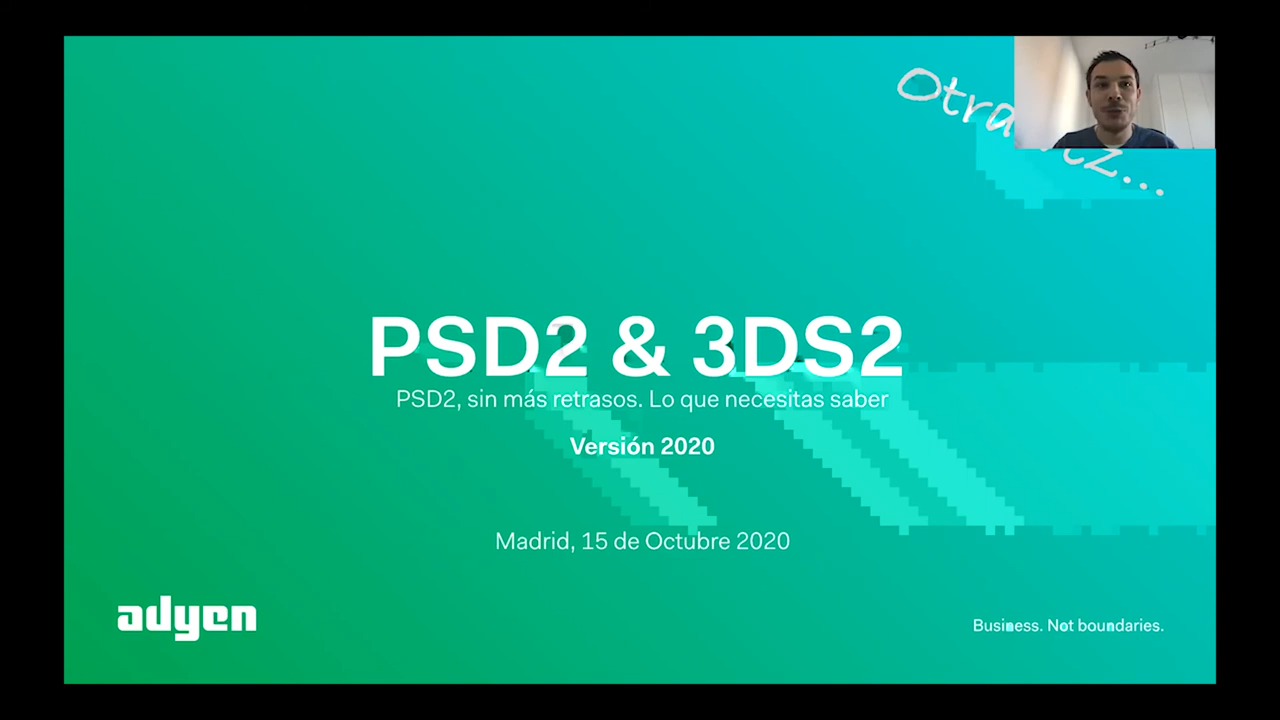 Otra
PSD2 & 3DS2
PSD2, sin más retrasos. Lo que necesitas saber
Versión 2020
Madrid, 15 de Octubre 2020
adyen
Business. Not boundaries.